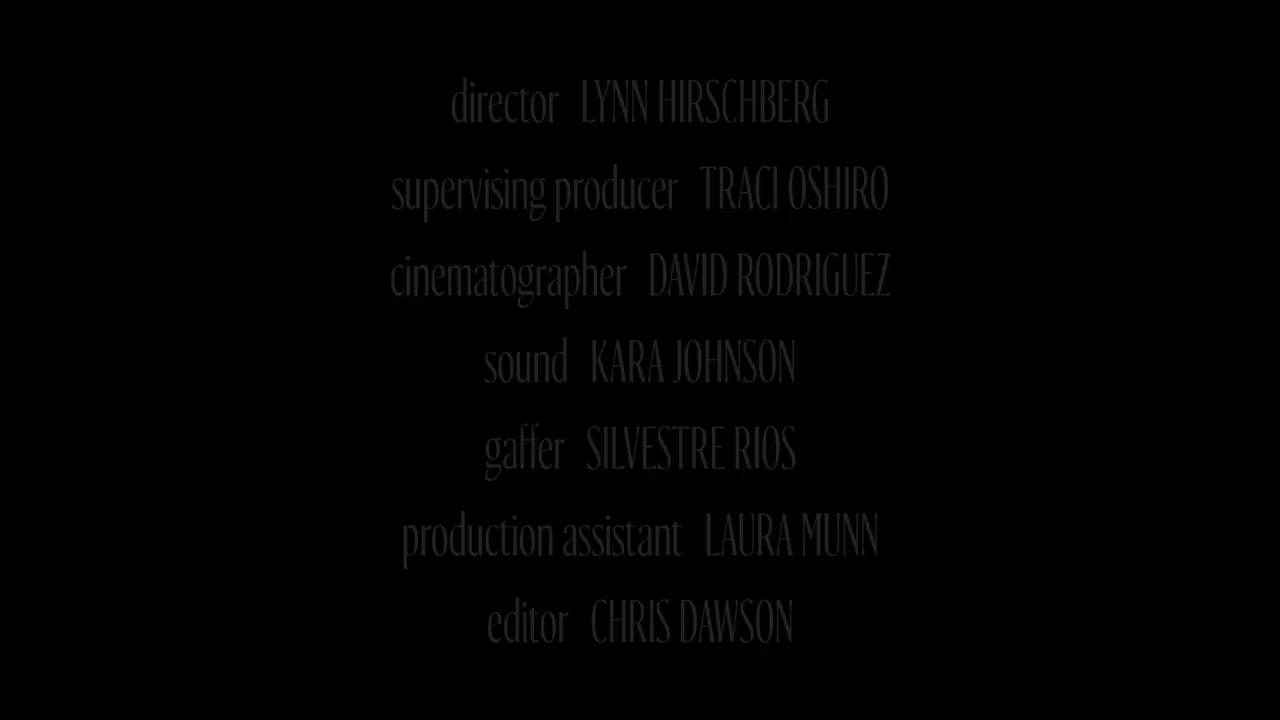 director LYNN HIRSCHBERG
supervising producer TRACI OSHIRO
cinematographer DAVID RODRIGUEZ
sound KARA JOHNSON
gaffer SILVESTRE RIOS
production assistant LAURA MUNN
editor CHRIS DAWSON